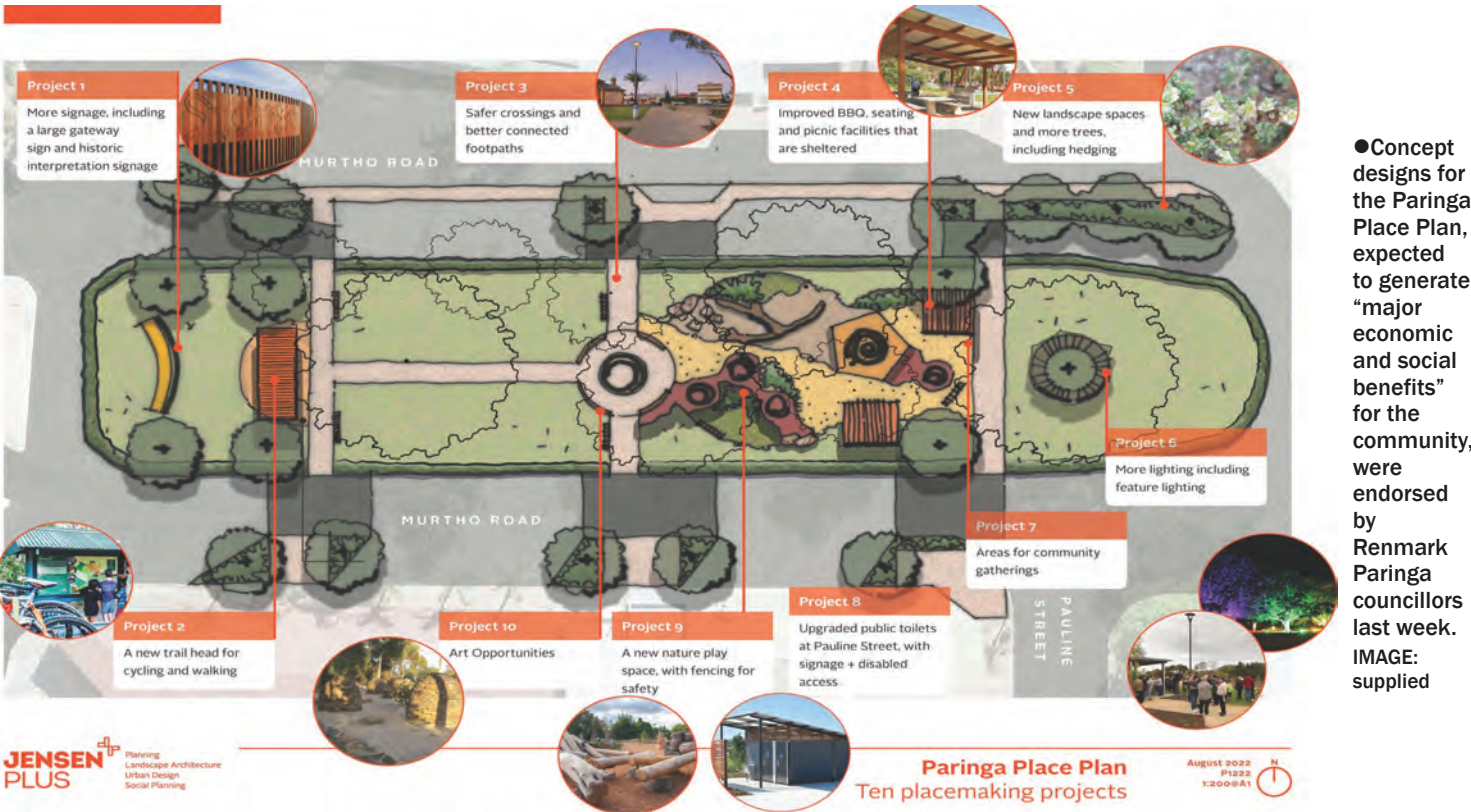 Project 1
More signage, including
a large gateway
sign and historic
interpretation signage
Project 3
Safer crossings and
better connected
footpaths
Project 4
Improved BBQ, seating
and picnic facilities that
are sheltered
Project 5
New landscape spaces
and more trees,
including hedging
MURTHO ROAD
Project 6
More lighting including
feature lighting
MURTHO ROAD
Project 7
Areas for community
gatherings
PAULINE
STREET
Project 2
A new trail head for
cycling and walking
Project 10
Art Opportunities
Project 9
A new nature play
space, with fencing for
safety
Project 8
Upgraded public toilets
at Pauline Street, with
signage + disabled
access
JENSEN
PLUS
Planning
Landscape Architecture
Urban Design
Social Planning
Paringa Place Plan
Ten placemaking projects
August 2022
P1222
1:200@A1
N
●Concept
designs for
the Paringa
Place Plan,
expected
to generate
“major
economic
and social
benefits”
for the
community,
were
endorsed
by
Renmark
Paringa
councillors
last week.
IMAGE:
supplied